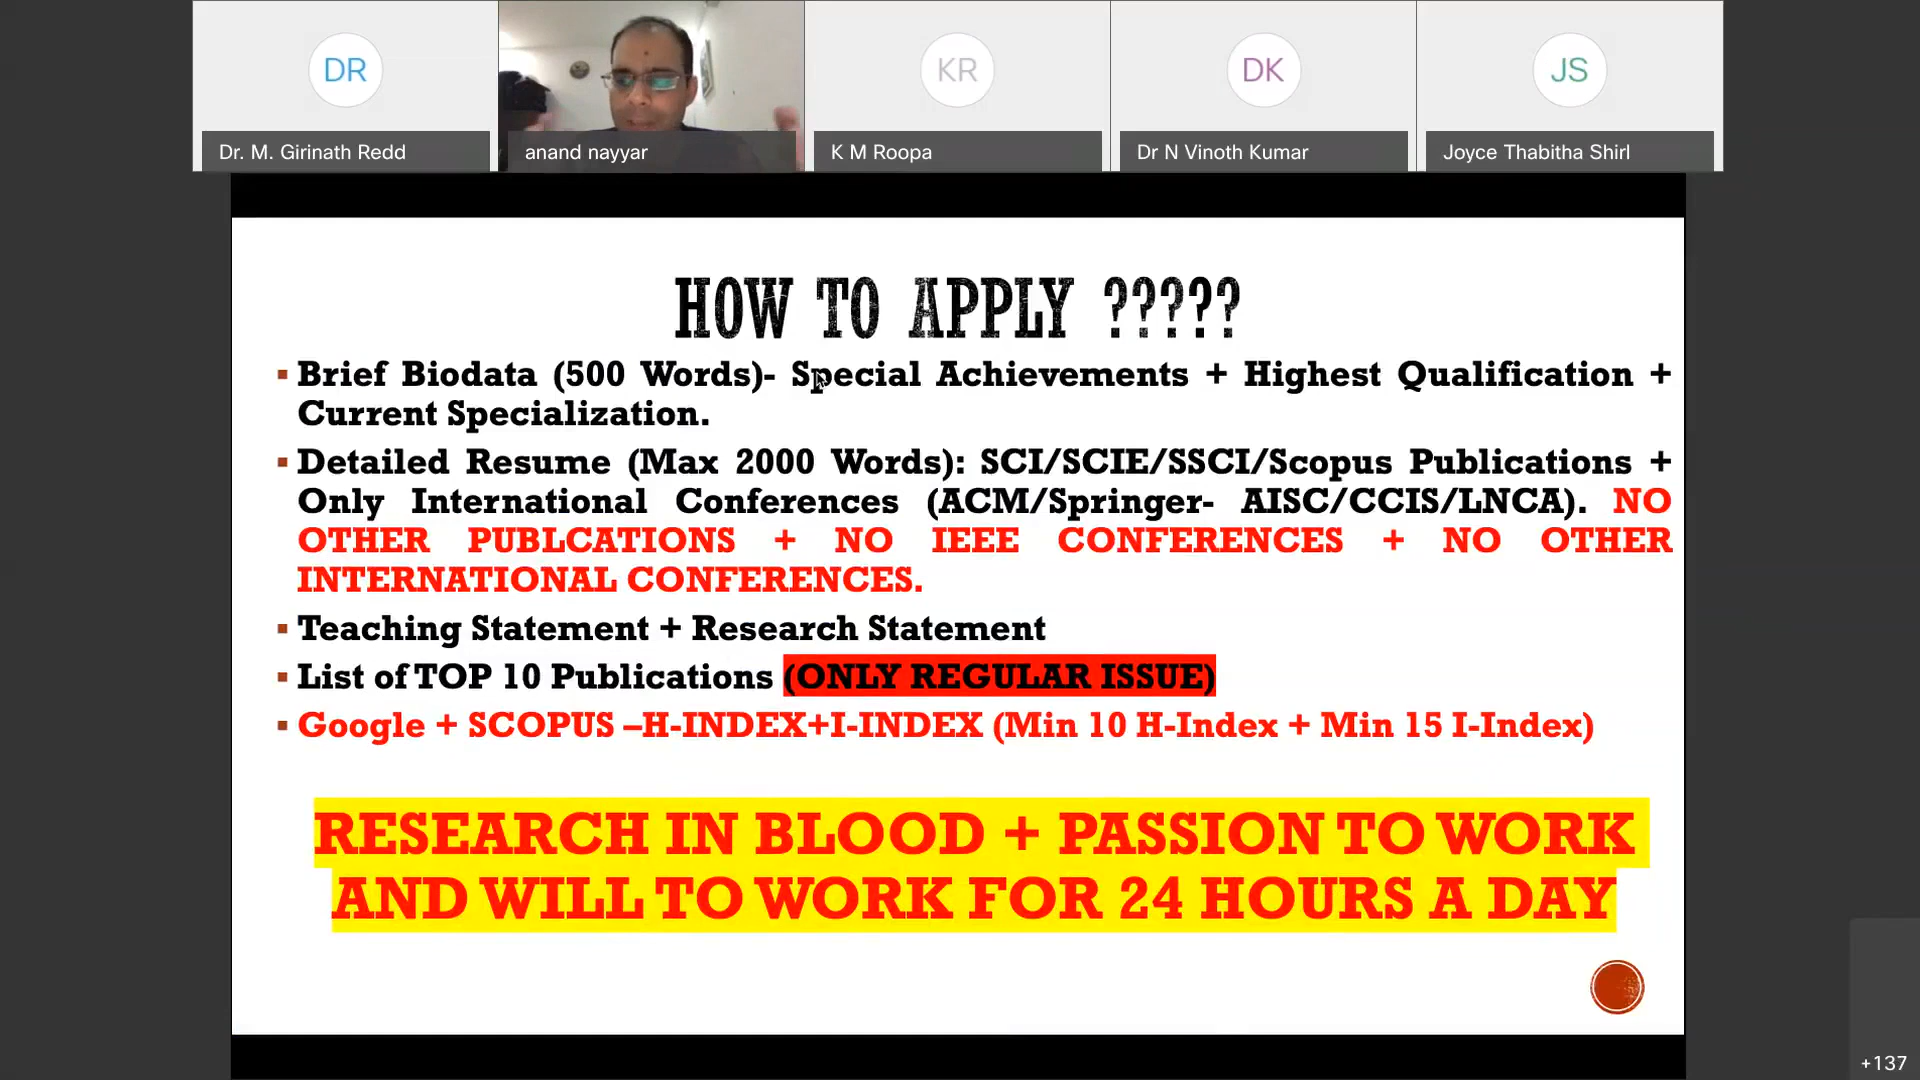 DR
KR
DK
JS
Dr. M. Girinath Redd
anand nayyar
K M Roopa
Dr N Vinoth Kumar
Joyce Thabitha Shirl
HOW TO APPLY ?????
▪ Brief Biodata (500 Words)- Special Achievements + Highest Qualification +
Current Specialization.
▪ Detailed Resume (Max 2000 Words): SCI/SCIE/SSCI/Scopus Publications +
Only International Conferences (ACM/Springer- AISC/CCIS/LNCA). NO
OTHER PUBLCATIONS + NO IEEE CONFERENCES + NO OTHER
INTERNATIONAL CONFERENCES.
▪ Teaching Statement + Research Statement
▪ List of TOP 10 Publications (ONLY REGULAR ISSUE)
▪ Google + SCOPUS –H-INDEX+I-INDEX (Min 10 H-Index + Min 15 I-Index)
RESEARCH IN BLOOD + PASSION TO WORK
AND WILL TO WORK FOR 24 HOURS A DAY
+137